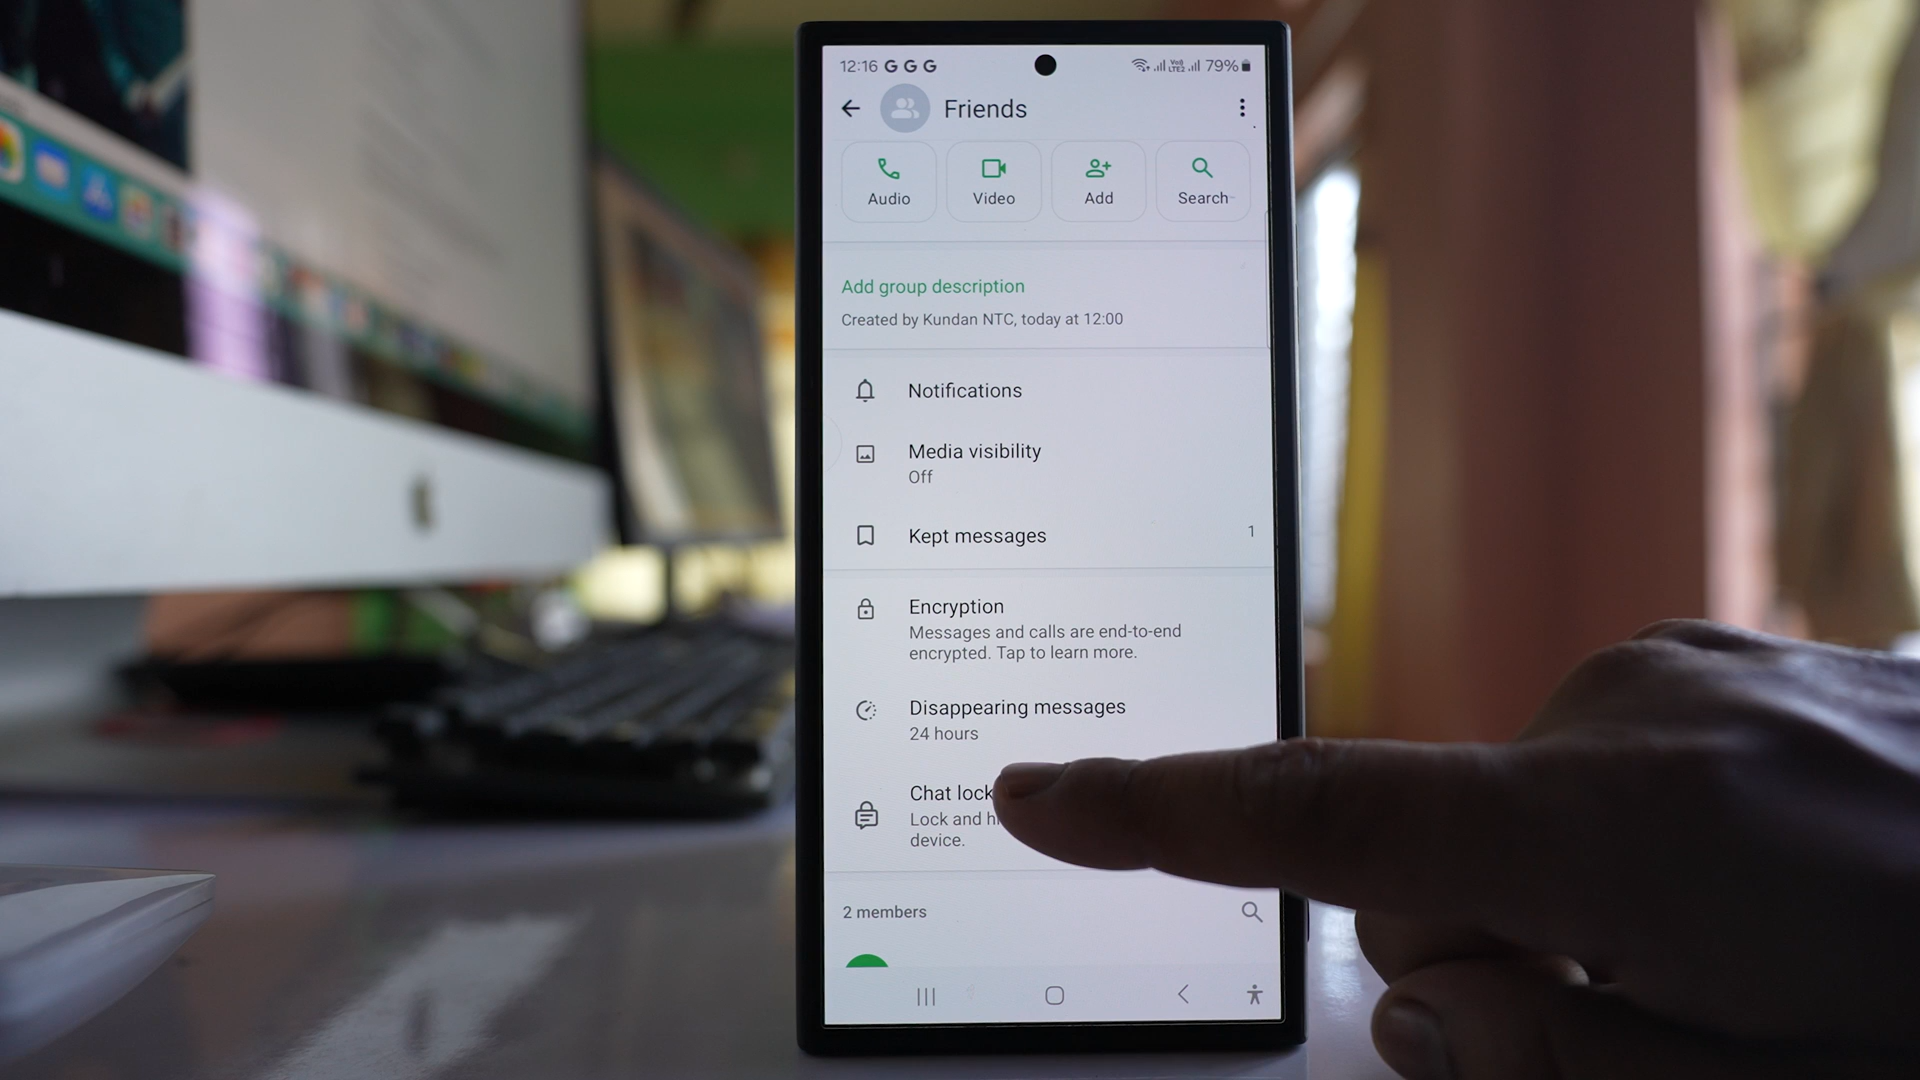 12:16 G G G
Vo)) LTE2 79%
Friends
Audio Video Add Search
Add group description
Created by Kundan NTC, today at 12:00
Notifications
Media visibility
Off
Kept messages 1
Encryption
Messages and calls are end-to-end
encrypted. Tap to learn more.
Disappearing messages
24 hours
Chat lock
Lock and
device.
2 members